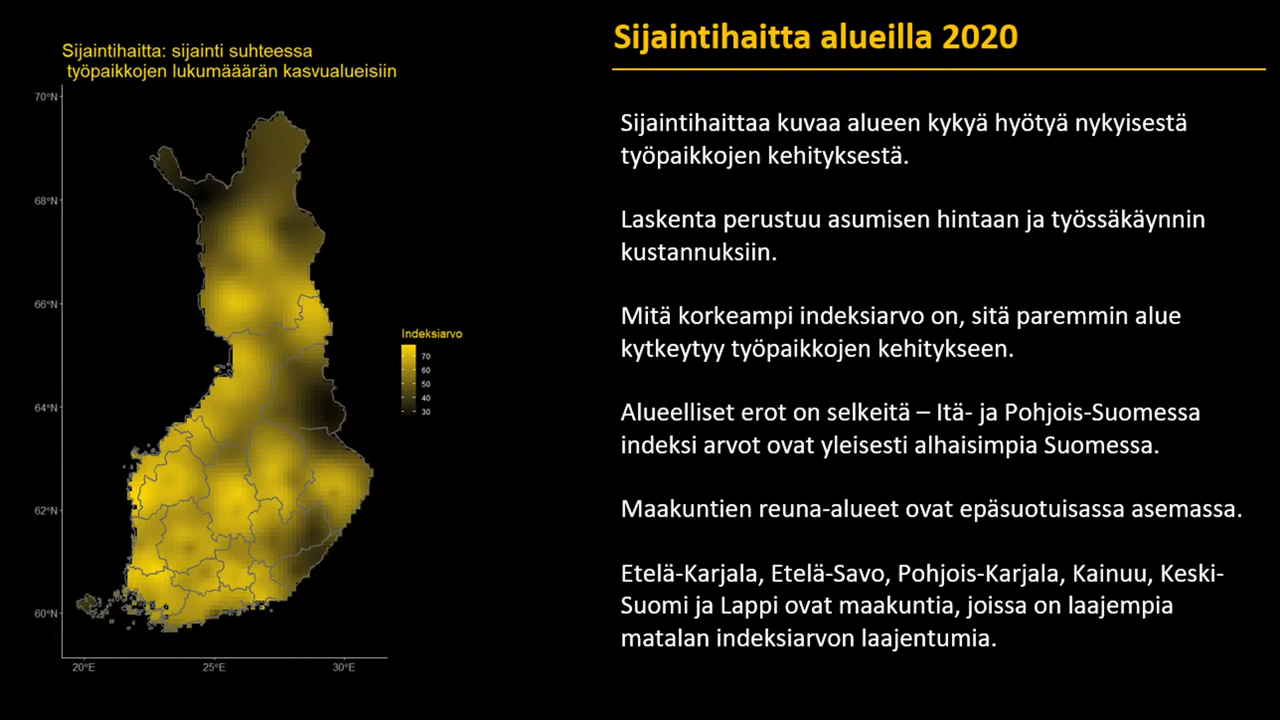 Sijaintihaitta alueilla 2020
Sijaintihaitta: sijainti suhteessa
työpaikkojen lukumääärän kasvualueisiin
70°N
68°N
66°N
64°N
62°N
60°N
20°E
25°E
30°E
Indeksiarvo
70
60
50
40
30
Sijaintihaittaa kuvaa alueen kykyä hyötyä nykyisestä
työpaikkojen kehityksestä.
Laskenta perustuu asumisen hintaan ja työssäkäynnin
kustannuksiin.
Mitä korkeampi indeksiarvo on, sitä paremmin alue
kytkeytyy työpaikkojen kehitykseen.
Alueelliset erot on selkeitä – Itä- ja Pohjois-Suomessa
indeksi arvot ovat yleisesti alhaisimpia Suomessa.
Maakuntien reuna-alueet ovat epäsuotuisassa asemassa.
Etelä-Karjala, Etelä-Savo, Pohjois-Karjala, Kainuu, Keski-
Suomi ja Lappi ovat maakuntia, joissa on laajempia
matalan indeksiarvon laajentumia.